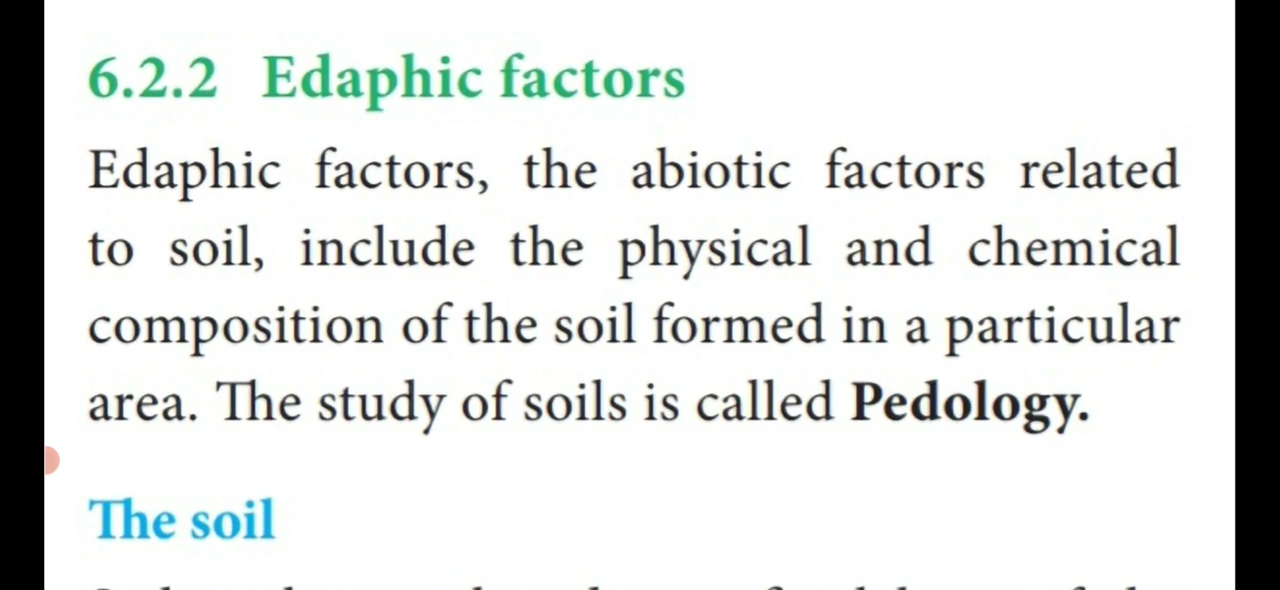 6.2.2 Edaphic factors
Edaphic factors, the abiotic factors related
to soil, include the physical and chemical
composition of the soil formed in a particular
area. The study of soils is called Pedology.
The soil